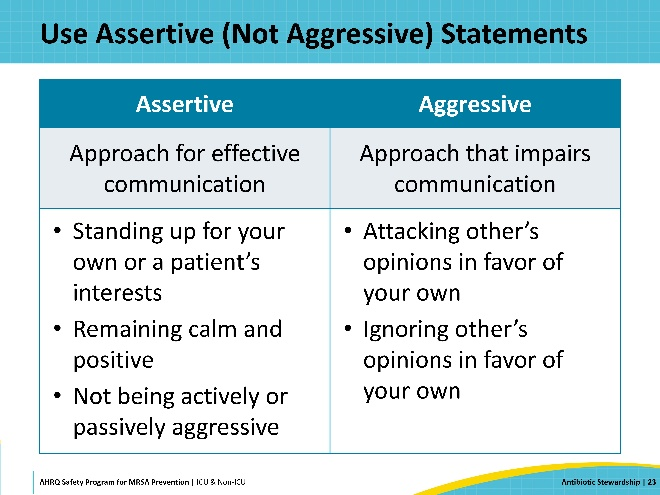 Use Assertive (Not Aggressive) Statements
Assertive
Aggressive
Approach for effective
communication
Approach that impairs
communication
• Standing up for your
own or a patient's
interests
• Remaining calm and
positive
• Not being actively or
passively aggressive
• Attacking other's
opinions in favor of
your own
• Ignoring other's
opinions in favor of
your own
AHRQ Safety Program for MRSA Prevention | ICU & Non-ICU
Antibiotic Stewardship | 23